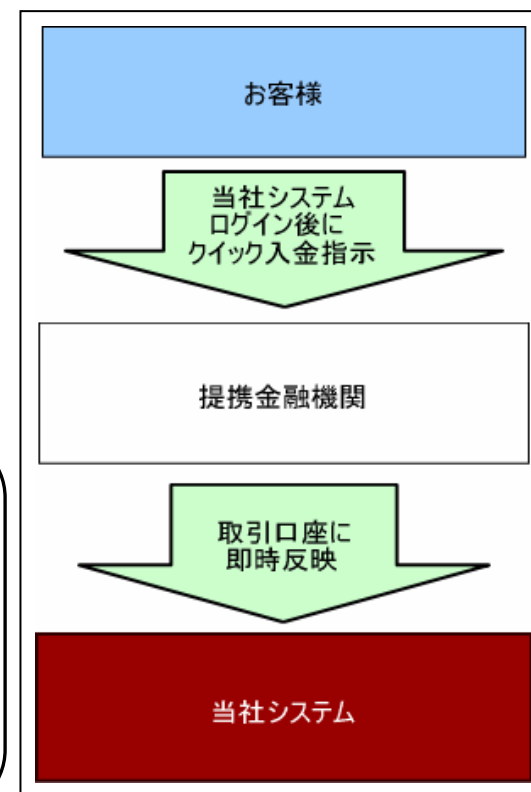 お客様
当社システム
ログイン後に
クイック入金指示
提携金融機関
取引口座に
即時反映
当社システム